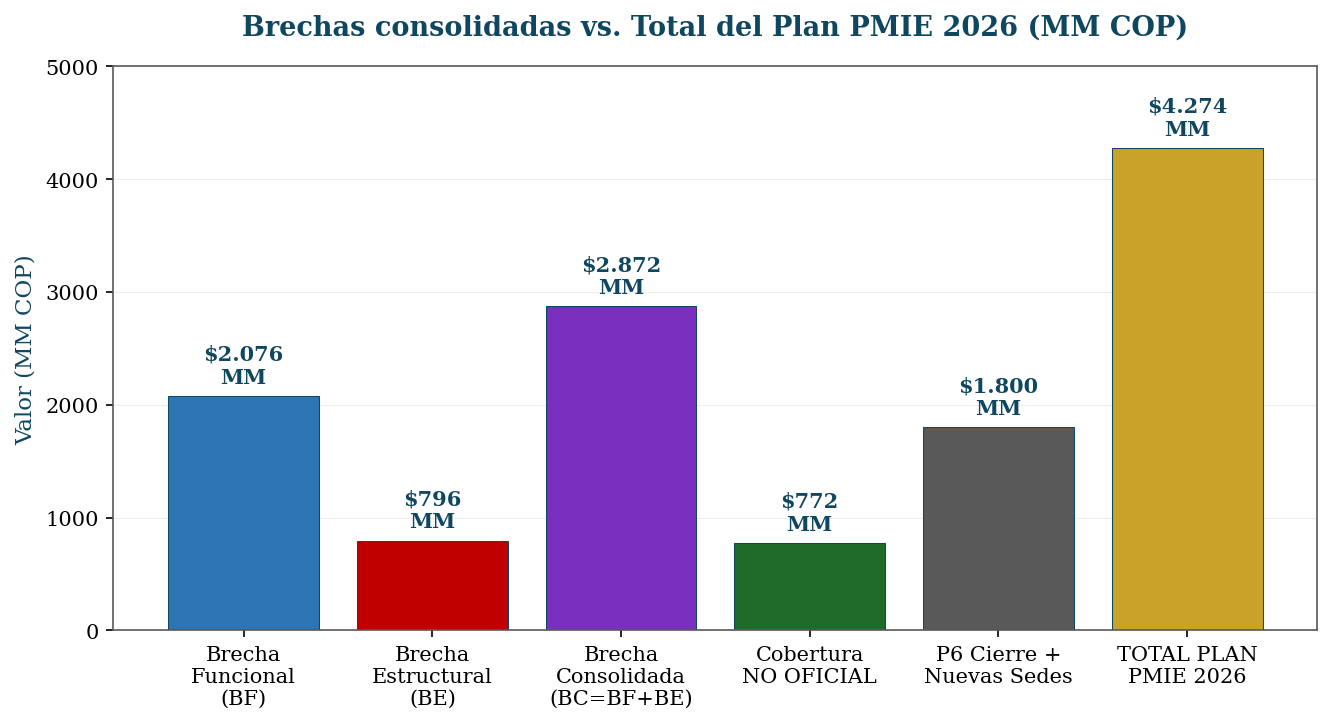 Brechas consolidadas vs. Total del Plan PMIE 2026 (MM COP)
Valor (MM COP)
5000
4000
3000
2000
1000
0
$2.076
MM
$796
MM
$2.872
MM
$772
MM
$1.800
MM
$4.274
MM
Brecha
Funcional
(BF)
Brecha
Estructural
(BE)
Brecha
Consolidada
(BC=BF+BE)
Cobertura
NO OFICIAL
P6 Cierre +
Nuevas Sedes
TOTAL PLAN
PMIE 2026